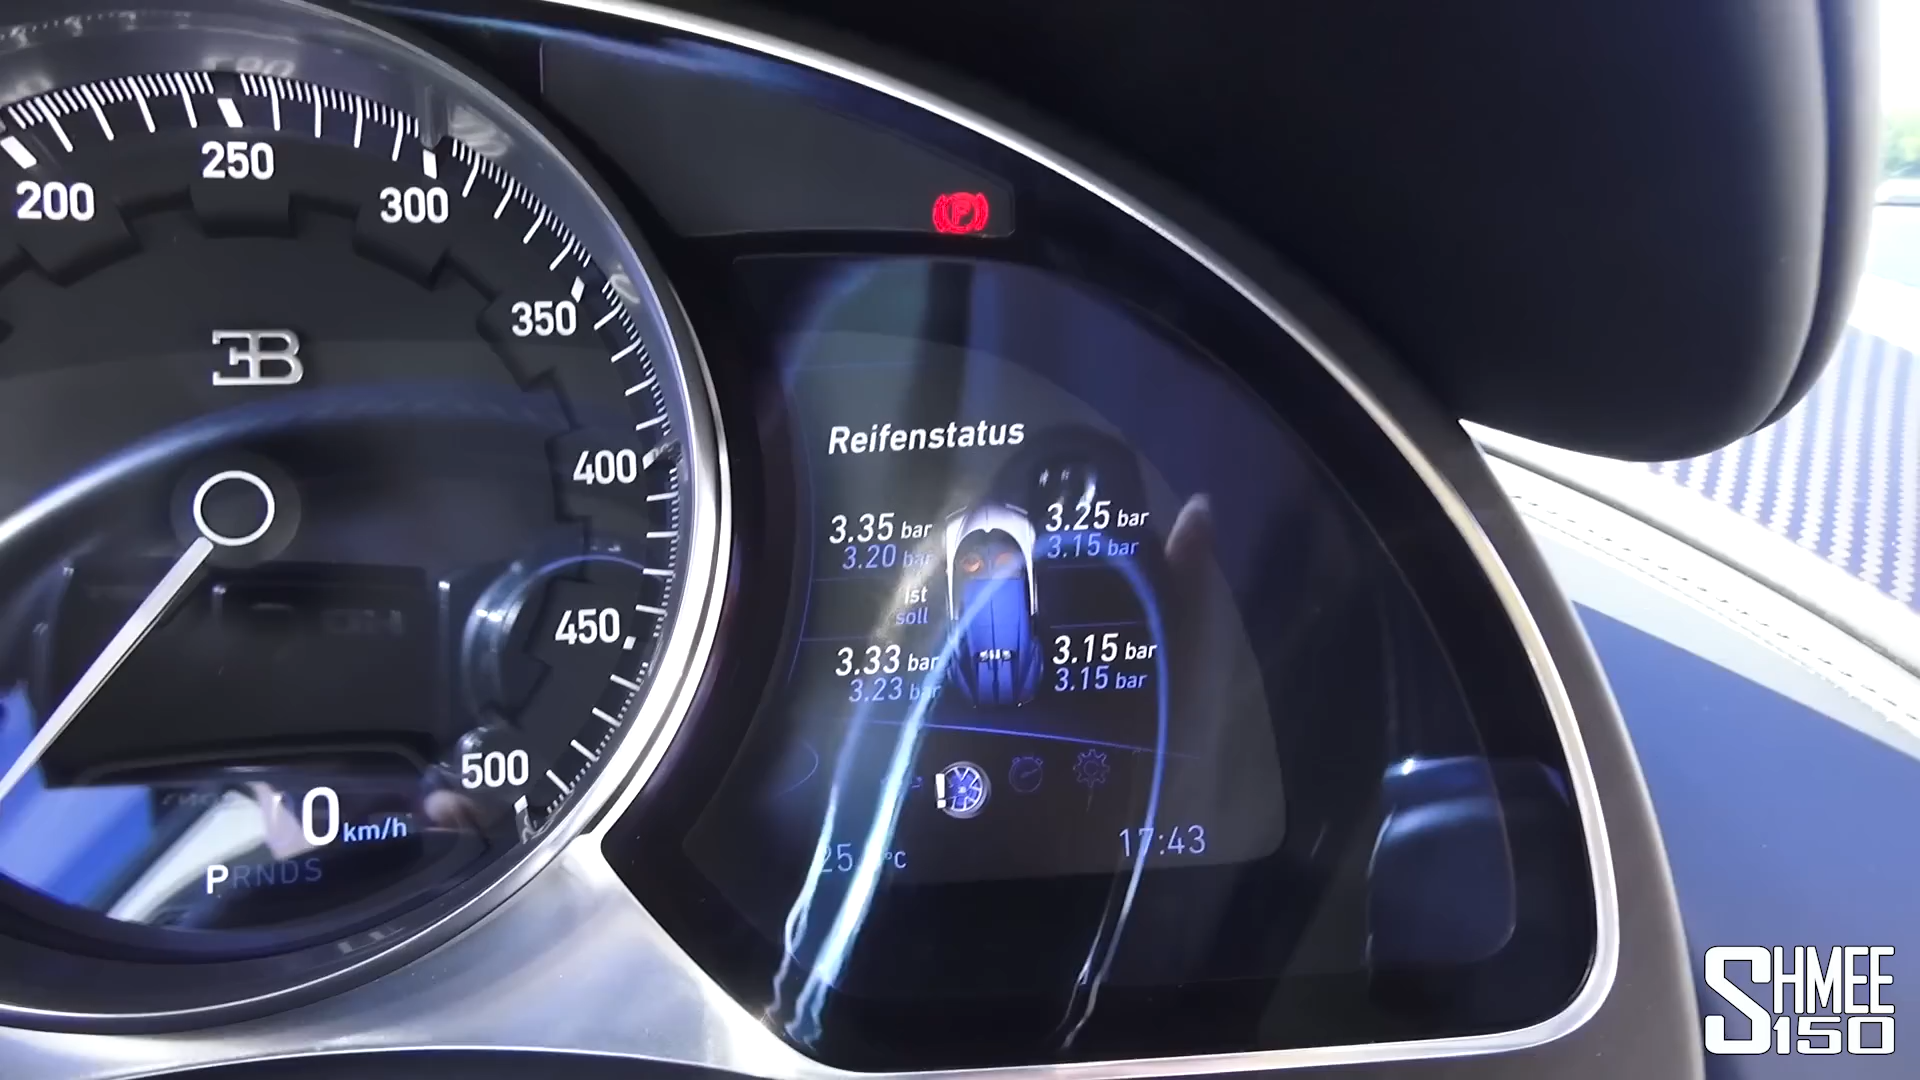 200
250
300
350
400
450
500
EB
0 km/h
PRNDS
P
Reifenstatus
3.35 bar
3.25 bar
3.20 bar
3.15 bar
Ist
soll
3.33 bar
3.15 bar
3.23 bar
3.15 bar
°C
17:43
SHMEE
150